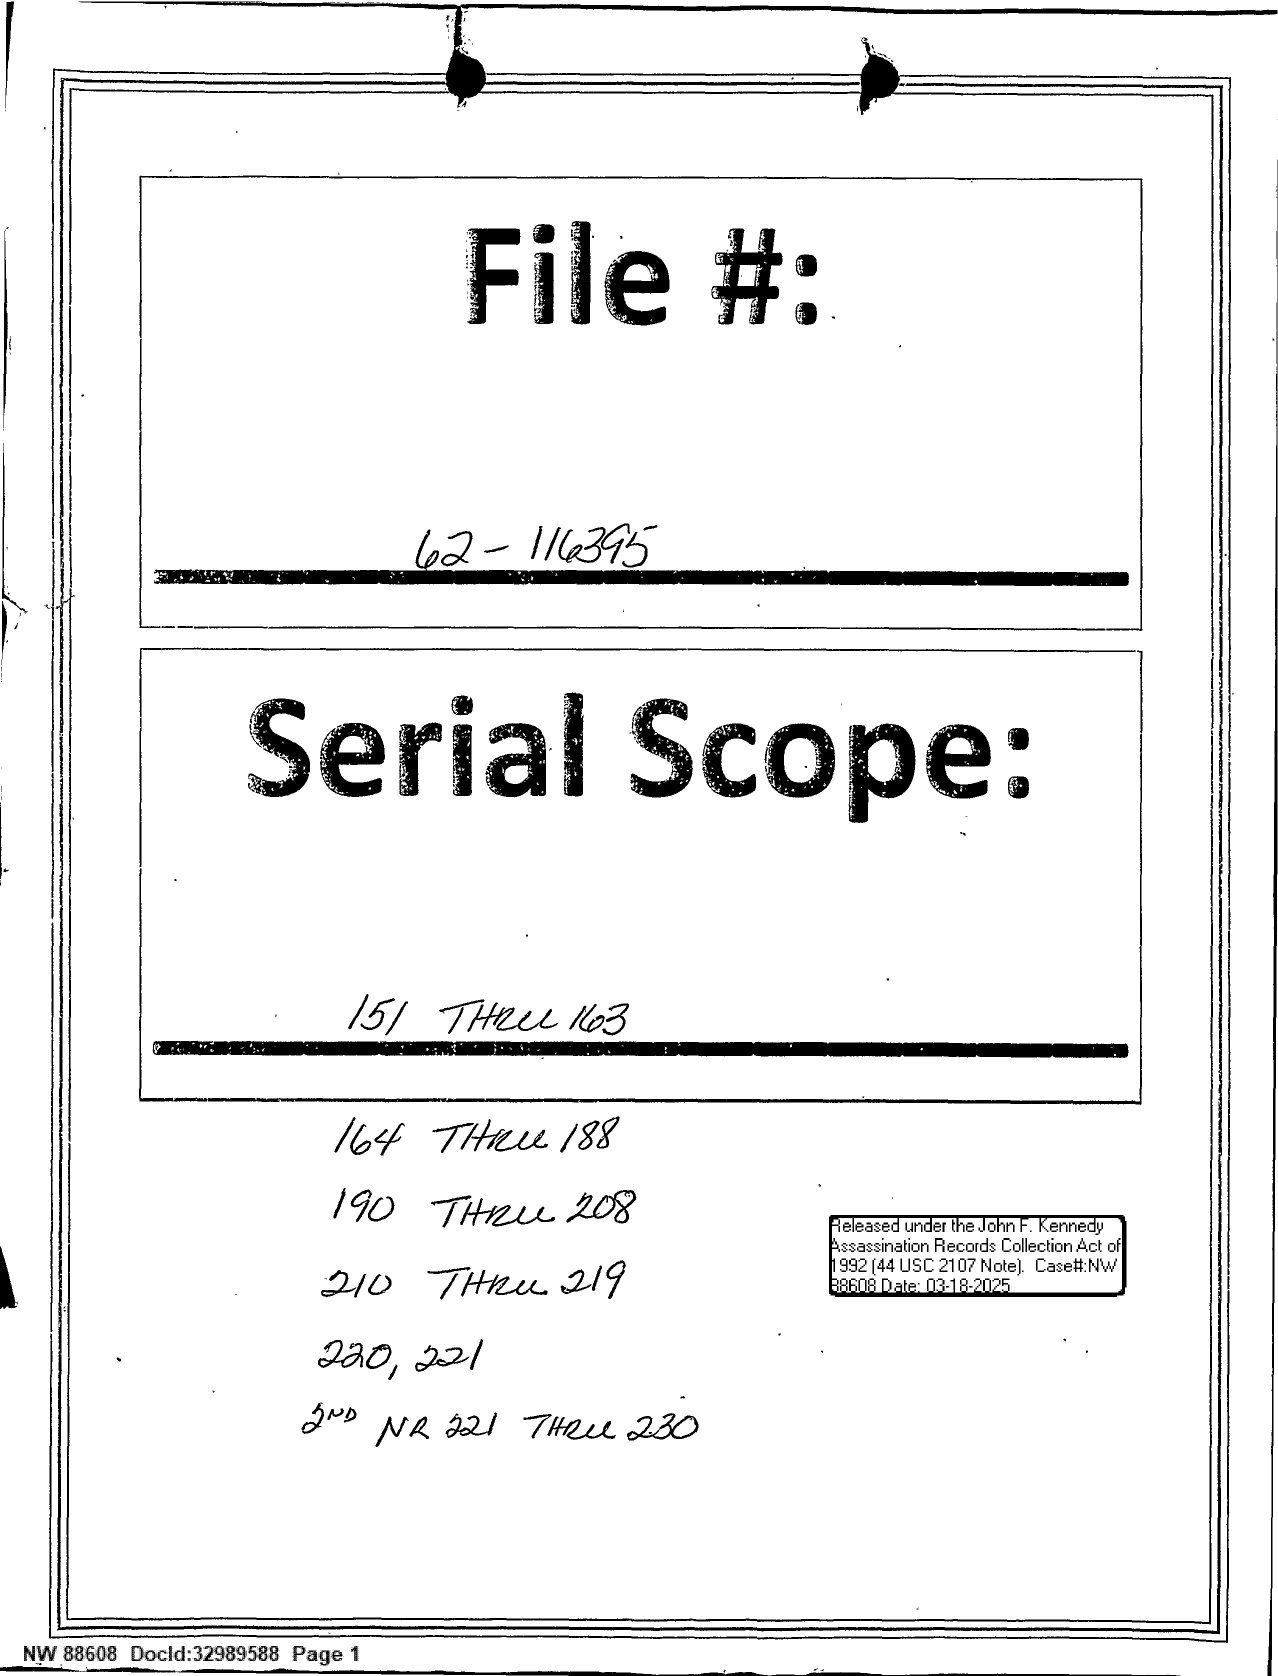 File #:
62-116395
Serial Scope:
151 THRU 163
164 THRU 188
190 THRU 208
210 THRU 219
220, 221
2ND NR 221 THRU 230
Released under the John F. Kennedy
Assassination Records Collection Act of
1992 (44 USC 2107 Note). Case#:NW
88608 Date: 03-18-2025
NW 88608 DocId:32989588 Page 1